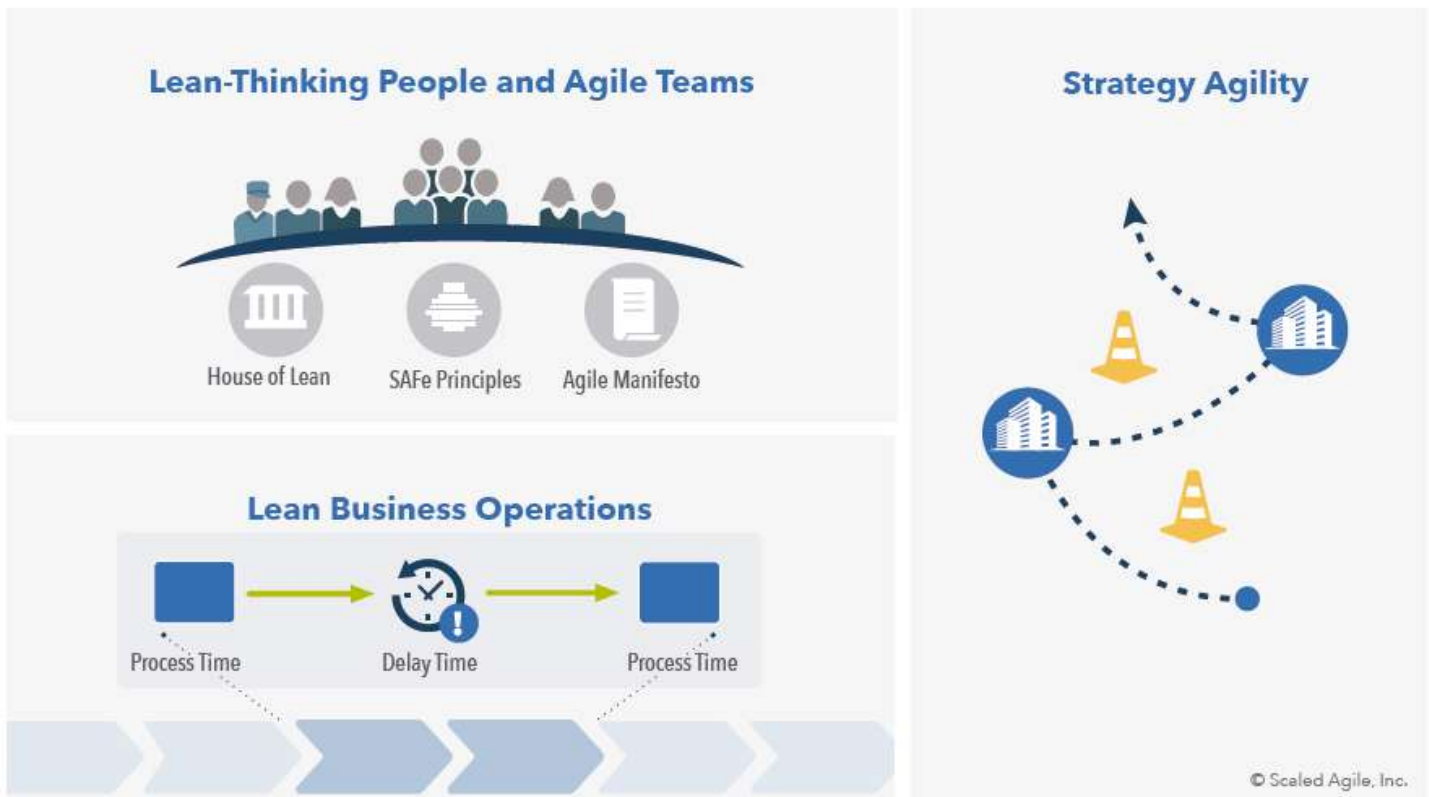 Lean-Thinking People and Agile Teams
House of Lean
SAFe Principles
Agile Manifesto
Lean Business Operations
Process Time
Delay Time
!
Process Time
Strategy Agility
© Scaled Agile, Inc.